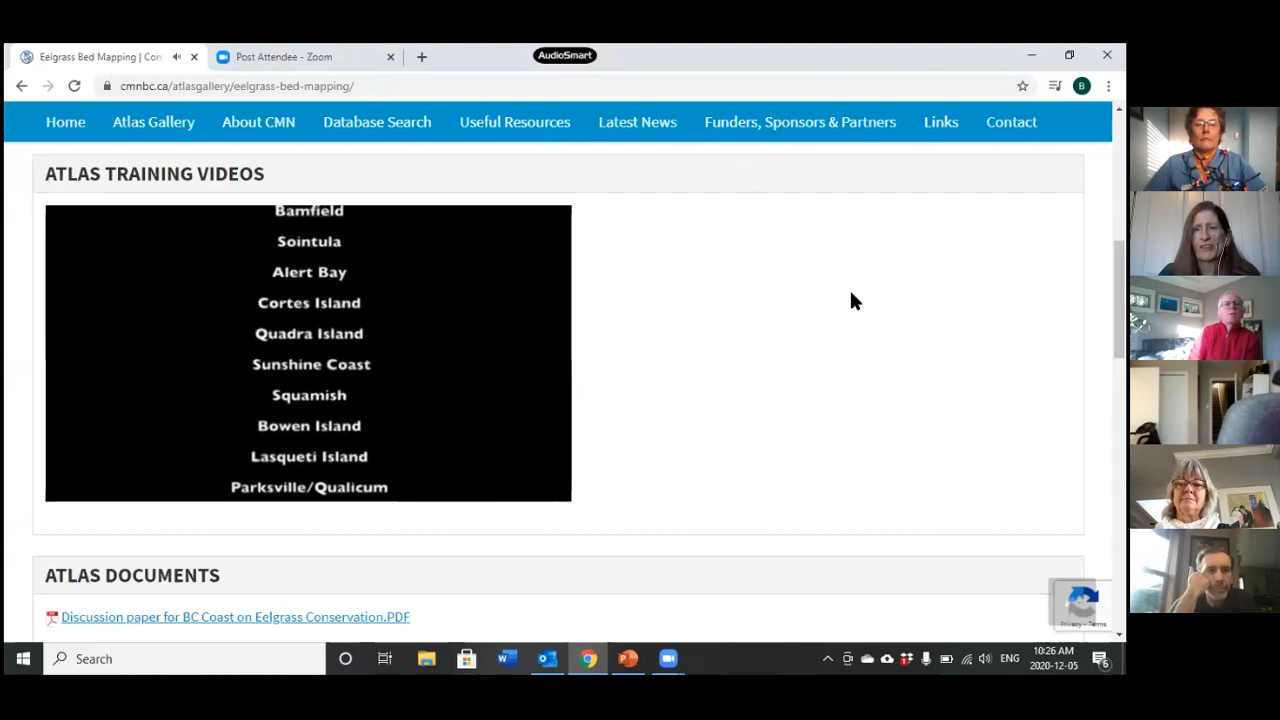 Eelgrass Bed Mapping | Con
Post Attendee - Zoom
AudioSmart
cmnbc.ca/atlasgallery/eelgrass-bed-mapping/
B
Home Atlas Gallery About CMN Database Search Useful Resources Latest News Funders, Sponsors & Partners Links Contact
ATLAS TRAINING VIDEOS
Bamfield
Sointula
Alert Bay
Cortes Island
Quadra Island
Sunshine Coast
Squamish
Bowen Island
Lasqueti Island
Parksville/Qualicum
ATLAS DOCUMENTS
Discussion paper for BC Coast on Eelgrass Conservation.PDF
Privacy - Terms
Search
ENG
10:26 AM
2020-12-05
6